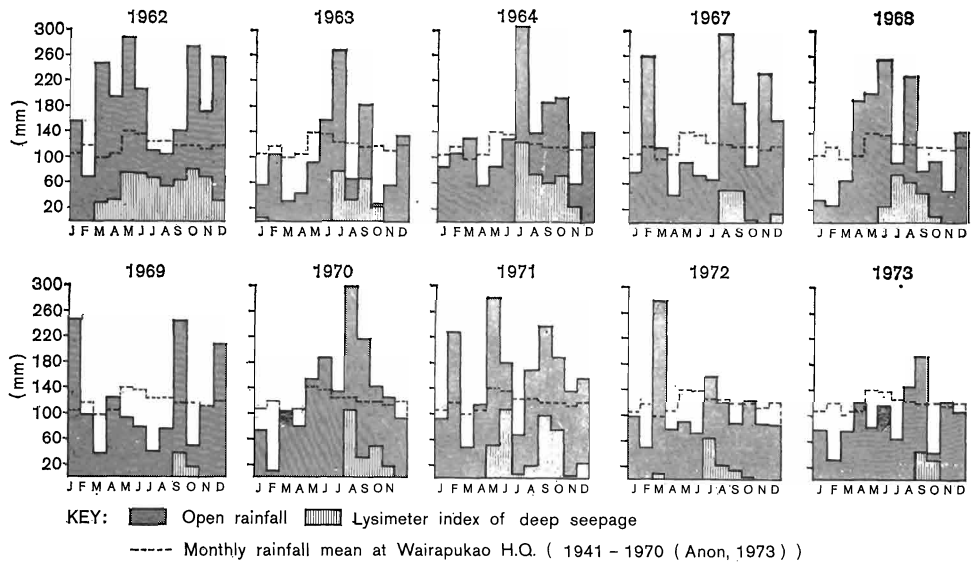 1962 1963 1964 1967 1968
300
260
220
180
140
100
60
20
(mm)
J F M A M J J A S O N D J F M A M J J A S O N D J F M A M J J A S O N D J F M A M J J A S O N D J F M A M J J A S O N D
1969 1970 1971 1972 1973
300
260
220
180
140
100
60
20
(mm)
J F M A M J J A S O N D J F M A M J J A S O N J F M A M J J A S O N D J F M A M J J A S O N D J F M A M J J A S O N D
KEY: Open rainfall Lysimeter index of deep seepage
Monthly rainfall mean at Wairapukao H.Q. ( 1941 - 1970 ( Anon, 1973 ) )